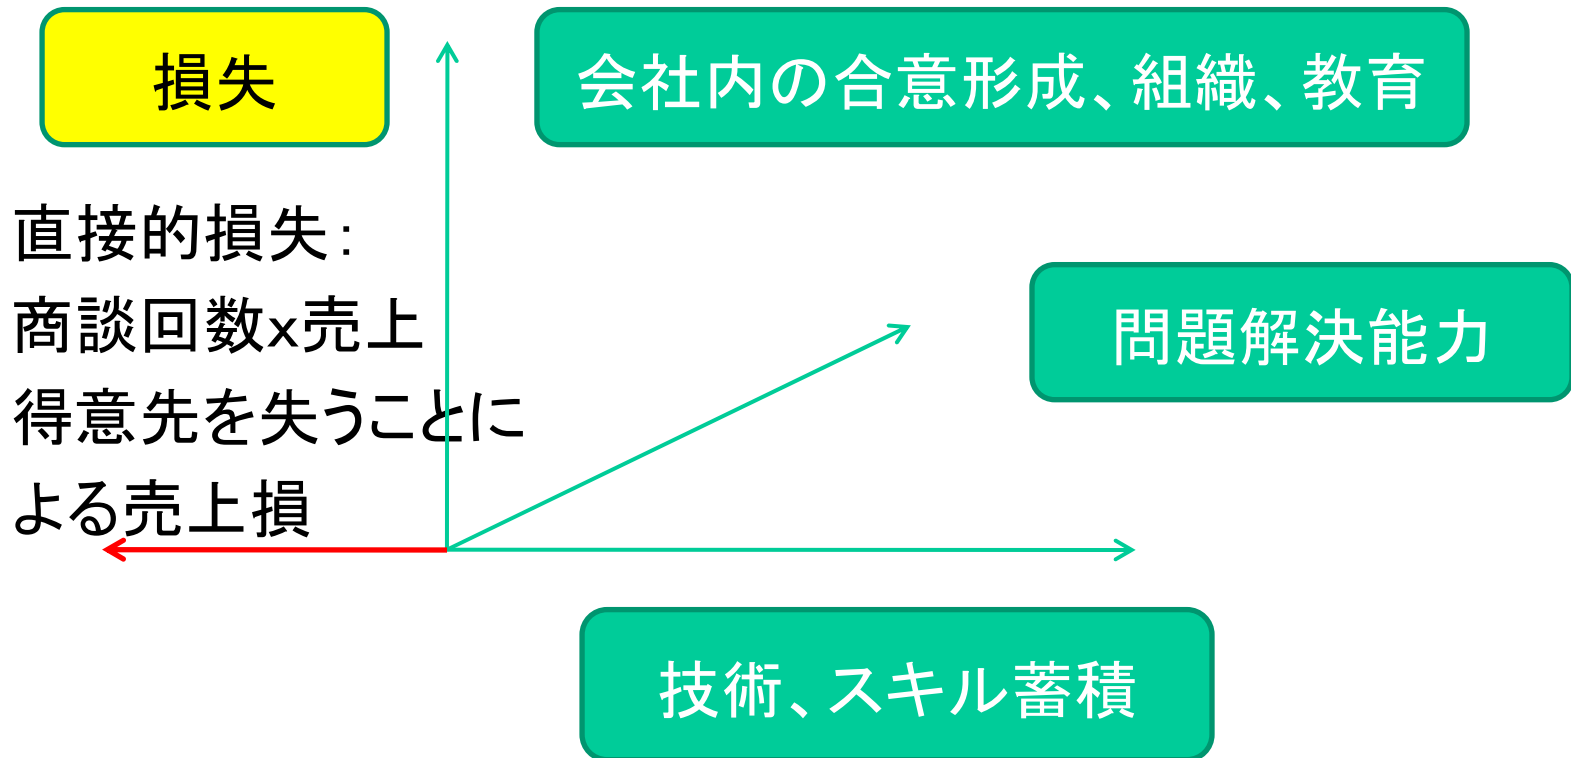 損失
会社内の合意形成、組織、教育
直接的損失：
商談回数x売上
得意先を失うことに
よる売上損
問題解決能力
技術、スキル蓄積